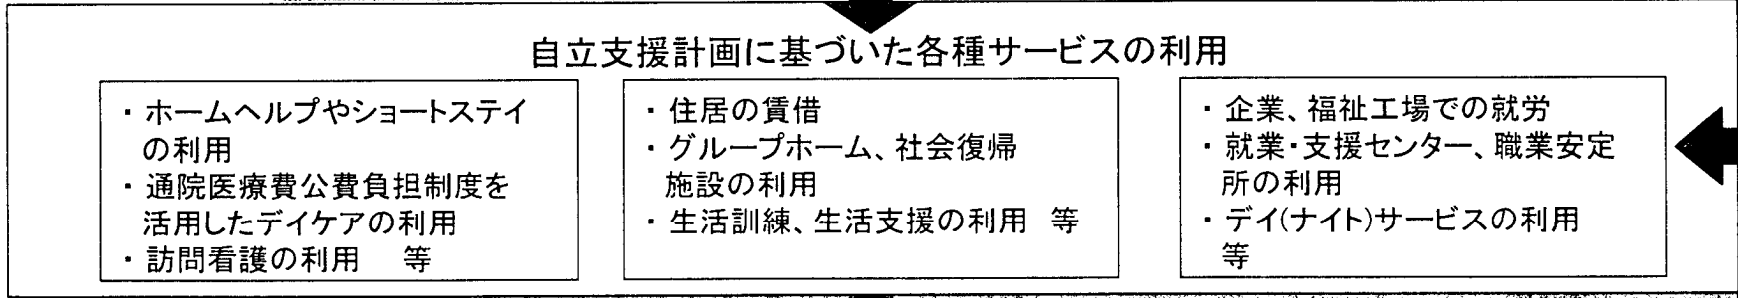 自立支援計画に基づいた各種サービスの利用
・ホームヘルプやショートステイ
の利用
・通院医療費公費負担制度を
活用したデイケアの利用
・訪問看護の利用　等
・住居の賃借
・グループホーム、社会復帰
施設の利用
・生活訓練、生活支援の利用　等
・企業、福祉工場での就労
・就業・支援センター、職業安定
所の利用
・デイ(ナイト)サービスの利用
等